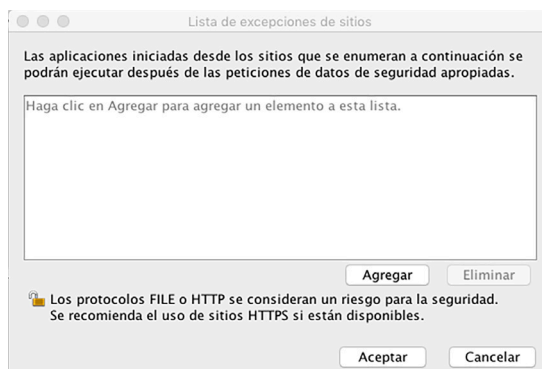 Lista de excepciones de sitios
Las aplicaciones iniciadas desde los sitios que se enumeran a continuación se
podrán ejecutar después de las peticiones de datos de seguridad apropiadas.
Haga clic en Agregar para agregar un elemento a esta lista.
Agregar Eliminar
Los protocolos FILE o HTTP se consideran un riesgo para la seguridad.
Se recomienda el uso de sitios HTTPS si están disponibles.
Aceptar Cancelar